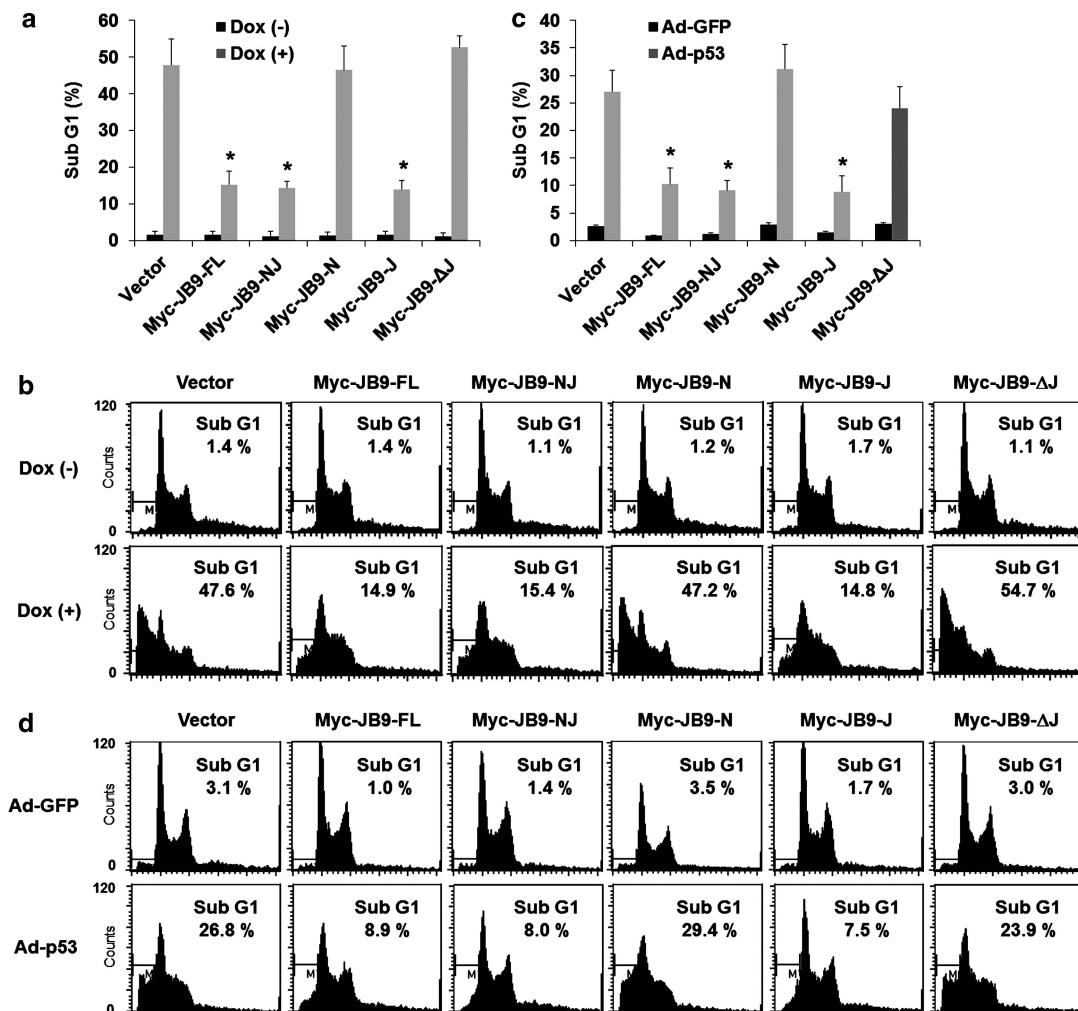 a
Sub G1 (%)
60
50
40
30
20
10
0
Dox (-)
Dox (+)
*
*
*
Vector
Myc-JB9-FL
Myc-JB9-NJ
Myc-JB9-N
Myc-JB9-J
Myc-JB9-ΔJ
c
Sub G1 (%)
40
35
30
25
20
15
10
5
0
Ad-GFP
Ad-p53
*
*
*
Vector
Myc-JB9-FL
Myc-JB9-NJ
Myc-JB9-N
Myc-JB9-J
Myc-JB9-ΔJ
b
Vector
Myc-JB9-FL
Myc-JB9-NJ
Myc-JB9-N
Myc-JB9-J
Myc-JB9-ΔJ
Dox (-)
120
Counts
0
Sub G1
1.4 %
M
Sub G1
1.4 %
M
Sub G1
1.1 %
M
Sub G1
1.2 %
M
Sub G1
1.7 %
M
Sub G1
1.1 %
M
Dox (+)
120
Counts
0
Sub G1
47.6 %
Sub G1
14.9 %
M
Sub G1
15.4 %
M
Sub G1
47.2 %
M
Sub G1
14.8 %
M
Sub G1
54.7 %
d
Vector
Myc-JB9-FL
Myc-JB9-NJ
Myc-JB9-N
Myc-JB9-J
Myc-JB9-ΔJ
Ad-GFP
120
Counts
0
Sub G1
3.1 %
Sub G1
1.0 %
Sub G1
1.4 %
Sub G1
3.5 %
Sub G1
1.7 %
Sub G1
3.0 %
Ad-p53
120
Counts
0
Sub G1
26.8 %
M
Sub G1
8.9 %
M
Sub G1
8.0 %
M
Sub G1
29.4 %
M
Sub G1
7.5 %
M
Sub G1
23.9 %
M